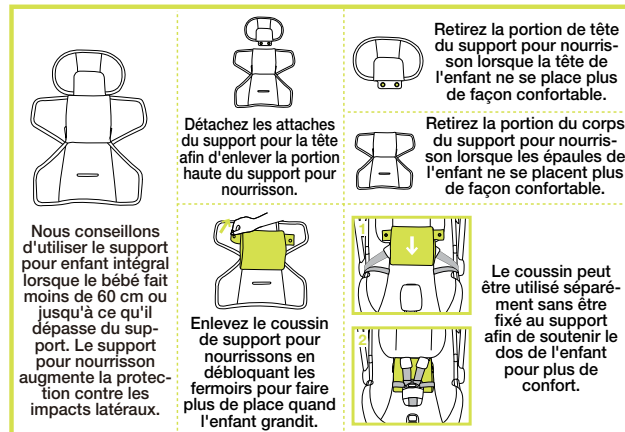 Nous conseillons
d'utiliser le support
pour enfant intégral
lorsque le bébé fait
moins de 60 cm ou
jusqu'à ce qu'il
dépasse du sup-
port. Le support
pour nourrisson
augmente la protec-
tion contre les
impacts latéraux.
Détachez les attaches
du support pour la tête
afin d'enlever la portion
haute du support pour
nourrisson.
Enlevez le coussin
de support pour
nourrissons en
débloquant les
fermoirs pour faire
plus de place quand
l'enfant grandit.
Retirez la portion de tête
du support pour nourris-
son lorsque la tête de
l'enfant ne se place plus
de façon confortable.
Retirez la portion du corps
du support pour nourris-
son lorsque les épaules de
l'enfant ne se placent plus
de façon confortable.
1
2
Le coussin peut
être utilisé séparé-
ment sans être
fixé au support
afin de soutenir le
dos de l'enfant
pour plus de
confort.